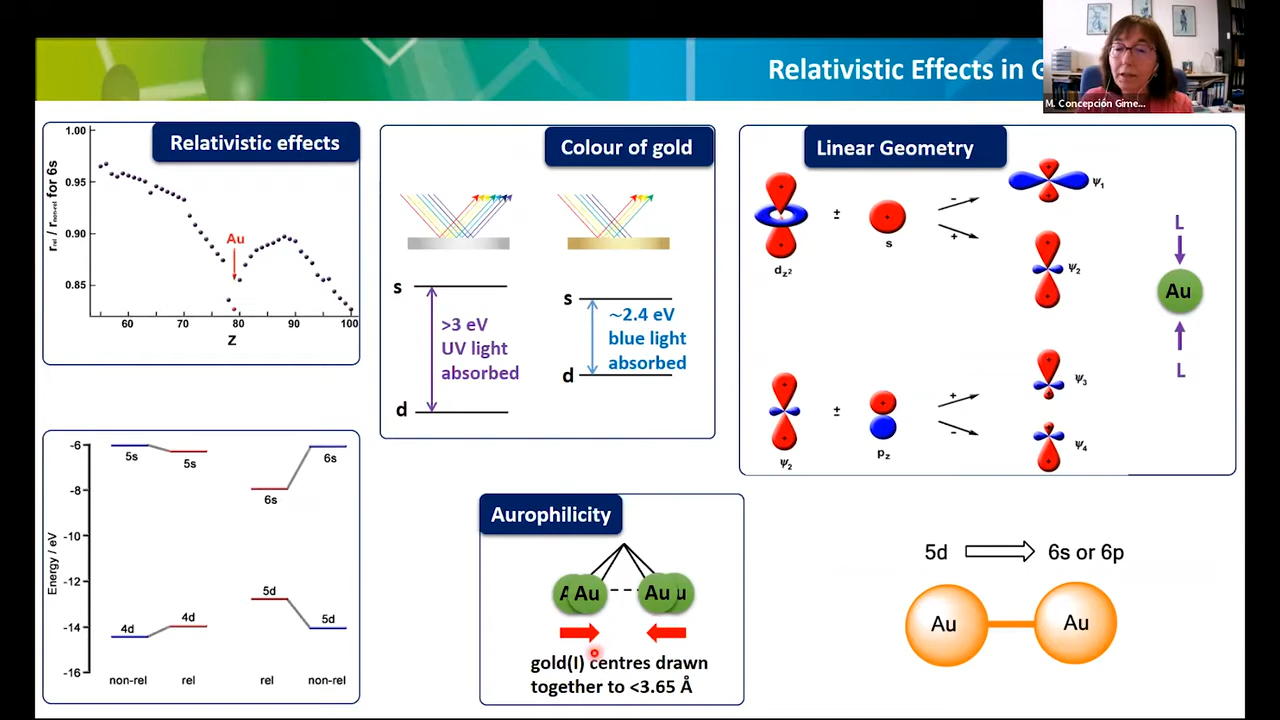 Relativistic Effects in G
M. Concepción Gime...
Relativistic effects
r rel / r non-rel for 6s
1.00
0.95
0.90
0.85
Au
60
70
80
90
100
Z
Colour of gold
s
>3 eV
UV light
absorbed
d
s
~2.4 eV
blue light
absorbed
d
Linear Geometry
dz²
±
+
s
-
+
ψ1
ψ2
ψ2
±
pz
+
-
ψ3
ψ4
L
Au
L
Energy / eV
-6
-8
-10
-12
-14
-16
5s
5s
6s
6s
4d
4d
5d
5d
non-rel
rel
rel
non-rel
Aurophilicity
A
Au
Au
u
gold(I) centres drawn
together to <3.65 Å
5d
6s or 6p
Au
Au